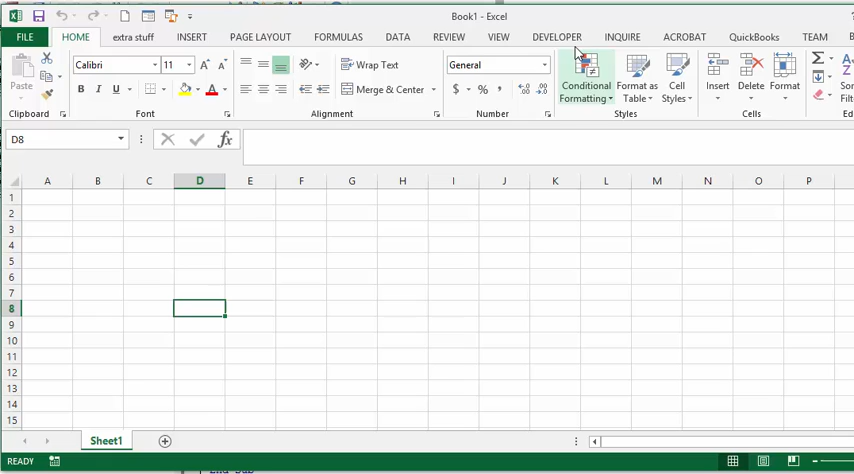 Book1 - Excel
FILE HOME extra stuff INSERT PAGE LAYOUT FORMULAS DATA REVIEW VIEW DEVELOPER INQUIRE ACROBAT QuickBooks TEAM
Calibri 11 Wrap Text General
Paste B I U Merge & Center $ % , Conditional Formatting Format as Table Cell Styles Insert Delete Format
Clipboard Font Alignment Number Styles Cells
D8 fx
A B C D E F G H I J K L M N O P
1
2
3
4
5
6
7
8
9
10
11
12
13
14
15
Sheet1
READY
End Sub